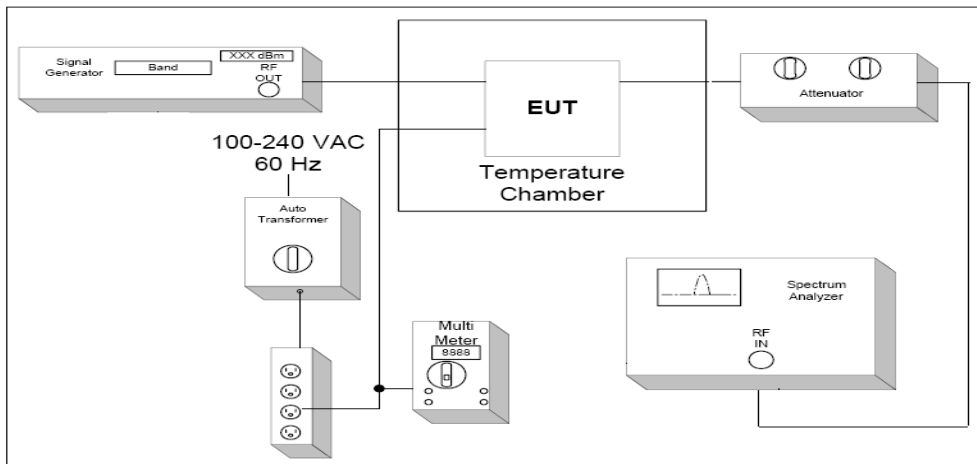 Signal
Generator
Band
XXX dBm
RF
OUT
EUT
Temperature
Chamber
Attenuator
100-240 VAC
60 Hz
Auto
Transformer
Multi
Meter
8888
Spectrum
Analyzer
RF
IN